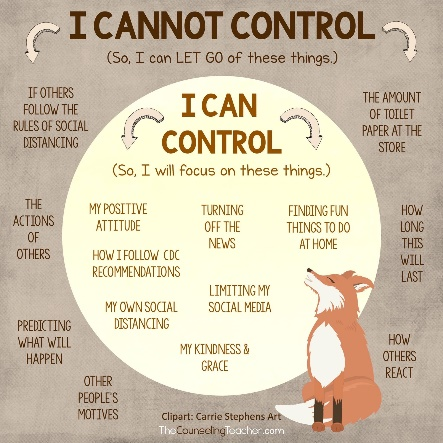 I CANNOT CONTROL
(So, I can LET GO of these things.)
IF OTHERS
FOLLOW THE
RULES OF SOCIAL
DISTANCING
THE AMOUNT
OF TOILET
PAPER AT THE
STORE
I CAN
CONTROL
(So, I will focus on these things.)
THE
ACTIONS
OF
OTHERS
MY POSITIVE
ATTITUDE
TURNING
OFF THE
NEWS
FINDING FUN
THINGS TO DO
AT HOME
HOW
LONG
THIS
WILL
LAST
HOW I FOLLOW CDC
RECOMMENDATIONS
LIMITING MY
SOCIAL MEDIA
MY OWN SOCIAL
DISTANCING
PREDICTING
WHAT WILL
HAPPEN
MY KINDNESS &
GRACE
HOW
OTHERS
REACT
OTHER
PEOPLE'S
MOTIVES
Clipart: Carrie Stephens Art
TheCounselingTeacher.com